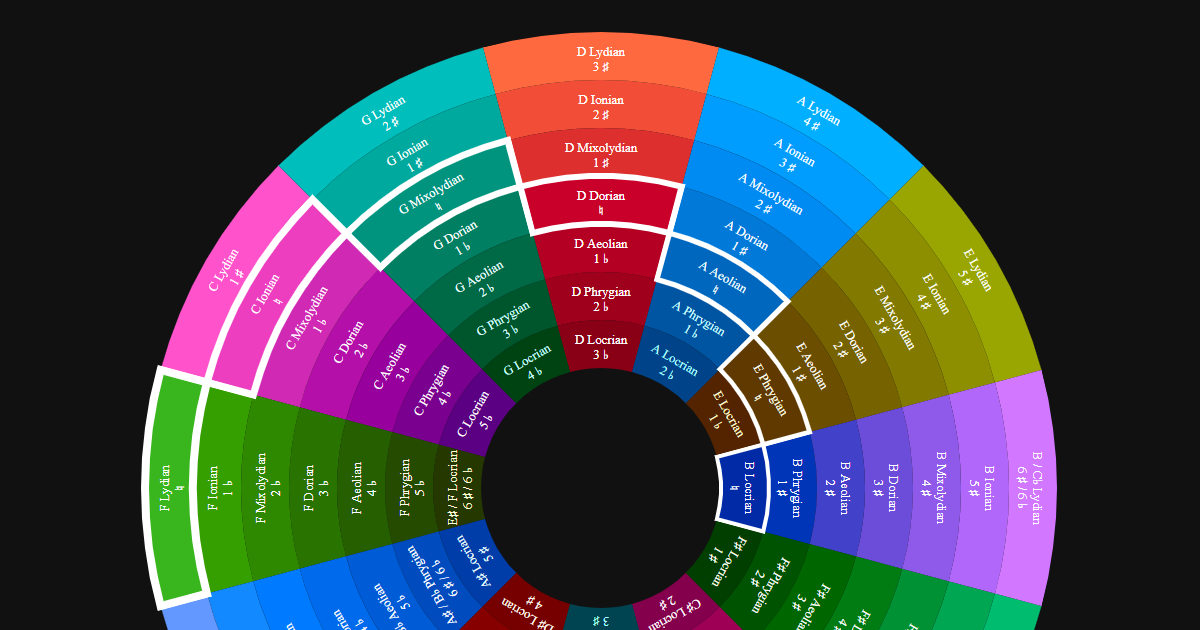 D Lydian
3 ♯
D Ionian
2 ♯
D Mixolydian
1 ♯
D Dorian
♮
D Aeolian
1 ♭
D Phrygian
2 ♭
D Locrian
3 ♭
A Lydian
4 ♯
A Ionian
3 ♯
A Mixolydian
2 ♯
A Dorian
1 ♯
A Aeolian
♮
A Phrygian
1 ♭
A Locrian
2 ♭
E Lydian
5 ♯
E Ionian
4 ♯
E Mixolydian
3 ♯
E Dorian
2 ♯
E Aeolian
1 ♯
E Phrygian
♮
E Locrian
1 ♭
B / Cb Lydian
6 ♯ / 6 ♭
B Ionian
5 ♯
B Mixolydian
4 ♯
B Dorian
3 ♯
B Aeolian
2 ♯
B Phrygian
1 ♯
B Locrian
♮
F♯ Aeolian
3 ♯
F♯ Phrygian
2 ♯
F♯ Locrian
1 ♯
C♯ Locrian
2 ♯
3 ♯
D♯ Locrian
4 ♯
A♯ / B♭ Phrygian
6 ♯ / 6 ♭
A♯ Locrian
5 ♯
Aeolian
5 ♭
F Lydian
♮
F Ionian
1 ♭
F Mixolydian
2 ♭
F Dorian
3 ♭
F Aeolian
4 ♭
F Phrygian
5 ♭
E♯ / F Locrian
6 ♯ / 6 ♭
C Lydian
1 ♯
C Ionian
♮
C Mixolydian
1 ♭
C Dorian
2 ♭
C Aeolian
3 ♭
C Phrygian
4 ♭
C Locrian
5 ♭
G Lydian
2 ♯
G Ionian
1 ♯
G Mixolydian
♮
G Dorian
1 ♭
G Aeolian
2 ♭
G Phrygian
3 ♭
G Locrian
4 ♭